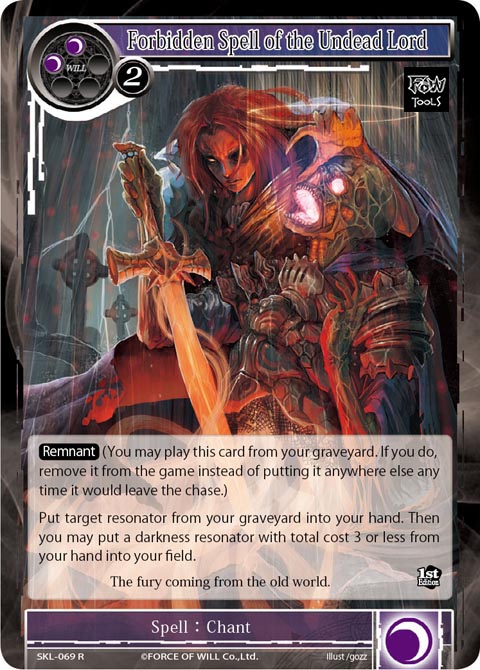 Forbidden Spell of the Undead Lord
WILL
2
FOW
TOOLS
Remnant (You may play this card from your graveyard. If you do,
remove it from the game instead of putting it anywhere else any
time it would leave the chase.)
Put target resonator from your graveyard into your hand. Then
you may put a darkness resonator with total cost 3 or less from
your hand into your field.
The fury coming from the old world.
1st
Edition
Spell : Chant
SKL-069 R
©FORCE OF WILL Co.,Ltd.
Illust/gozz